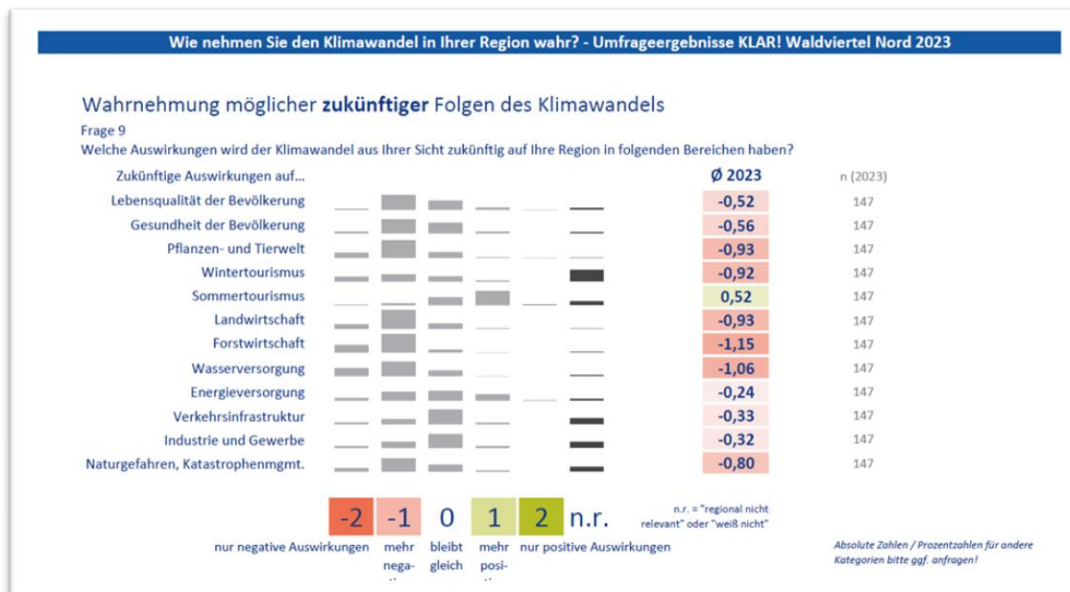 Wie nehmen Sie den Klimawandel in Ihrer Region wahr? - Umfrageergebnisse KLAR! Waldviertel Nord 2023
Wahrnehmung möglicher zukünftiger Folgen des Klimawandels
Frage 9
Welche Auswirkungen wird der Klimawandel aus Ihrer Sicht zukünftig auf Ihre Region in folgenden Bereichen haben?
Zukünftige Auswirkungen auf... Ø 2023 n (2023)
Lebensqualität der Bevölkerung -0,52 147
Gesundheit der Bevölkerung -0,56 147
Pflanzen- und Tierwelt -0,93 147
Wintertourismus -0,92 147
Sommertourismus 0,52 147
Landwirtschaft -0,93 147
Forstwirtschaft -1,15 147
Wasserversorgung -1,06 147
Energieversorgung -0,24 147
Verkehrsinfrastruktur -0,33 147
Industrie und Gewerbe -0,32 147
Naturgefahren, Katastrophenmgmt. -0,80 147
-2 -1 0 1 2 n.r.
n.r. = "regional nicht
relevant" oder "weiß nicht"
nur negative Auswirkungen mehr bleibt mehr nur positive Auswirkungen
nega- gleich posi-
Absolute Zahlen / Prozentzahlen für andere
Kategorien bitte ggf. anfragen!